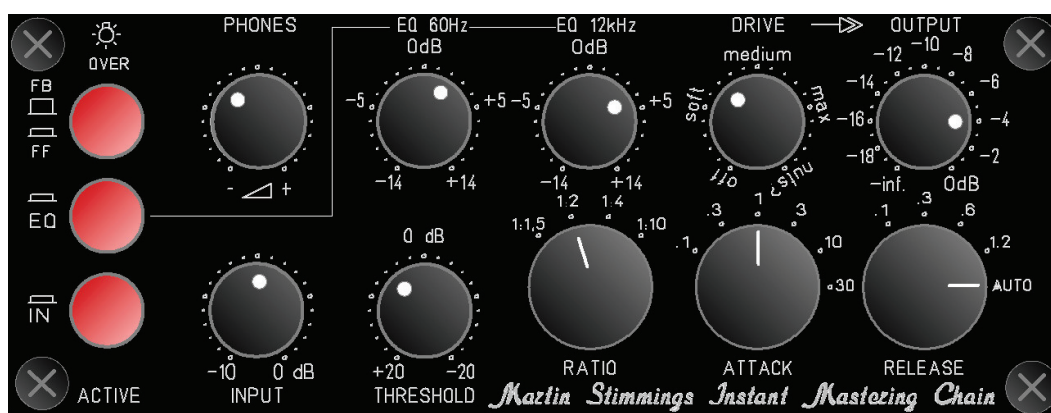 PHONES EQ 60Hz EQ 12kHz DRIVE OUTPUT
OVER
0dB 0dB medium
FB
FF
-5 +5 -5 +5
-14 +14 -14 +14
- +
soft max
off nuts?
-18 -16 -14 -12 -10 -8 -6 -4 -2
-inf. 0dB
EQ
0 dB
1:1,5 1:2 1:4 1:10
.1 .3 1 3 10 30
.1 .3 .6 1.2 AUTO
IN
-10 0 dB
+20 -20
RATIO ATTACK RELEASE
ACTIVE INPUT THRESHOLD
Martin Stimmings Instant Mastering Chain